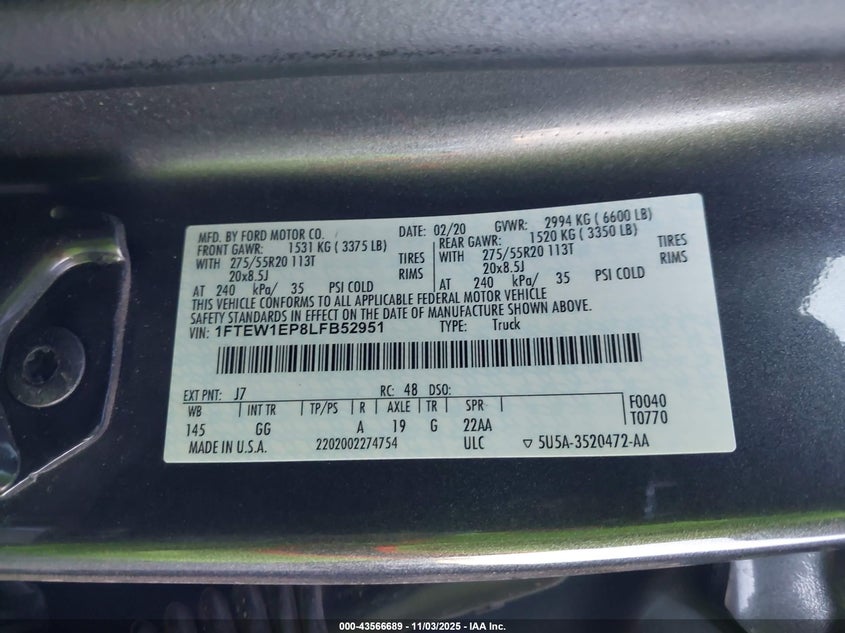 MFD. BY FORD MOTOR CO. DATE: 02/20 GVWR: 2994 KG ( 6600 LB)
FRONT GAWR: 1531 KG ( 3375 LB) REAR GAWR: 1520 KG ( 3350 LB)
WITH 275/55R20 113T TIRES WITH 275/55R20 113T TIRES
20x8.5J RIMS 20x8.5J RIMS
AT 240 kPa/ 35 PSI COLD AT 240 kPa/ 35 PSI COLD
THIS VEHICLE CONFORMS TO ALL APPLICABLE FEDERAL MOTOR VEHICLE
SAFETY STANDARDS IN EFFECT ON THE DATE OF MANUFACTURE SHOWN ABOVE.
VIN: 1FTEW1EP8LFB52951 TYPE: Truck
EXT PNT: J7 RC: 48 DSO:
WB INT TR TP/PS R AXLE TR SPR F0040
145 GG A 19 G 22AA T0770
MADE IN U.S.A. 2202002274754 ULC ▽ 5U5A-3520472-AA
000-43566689 - 11/03/2025 - IAA Inc.